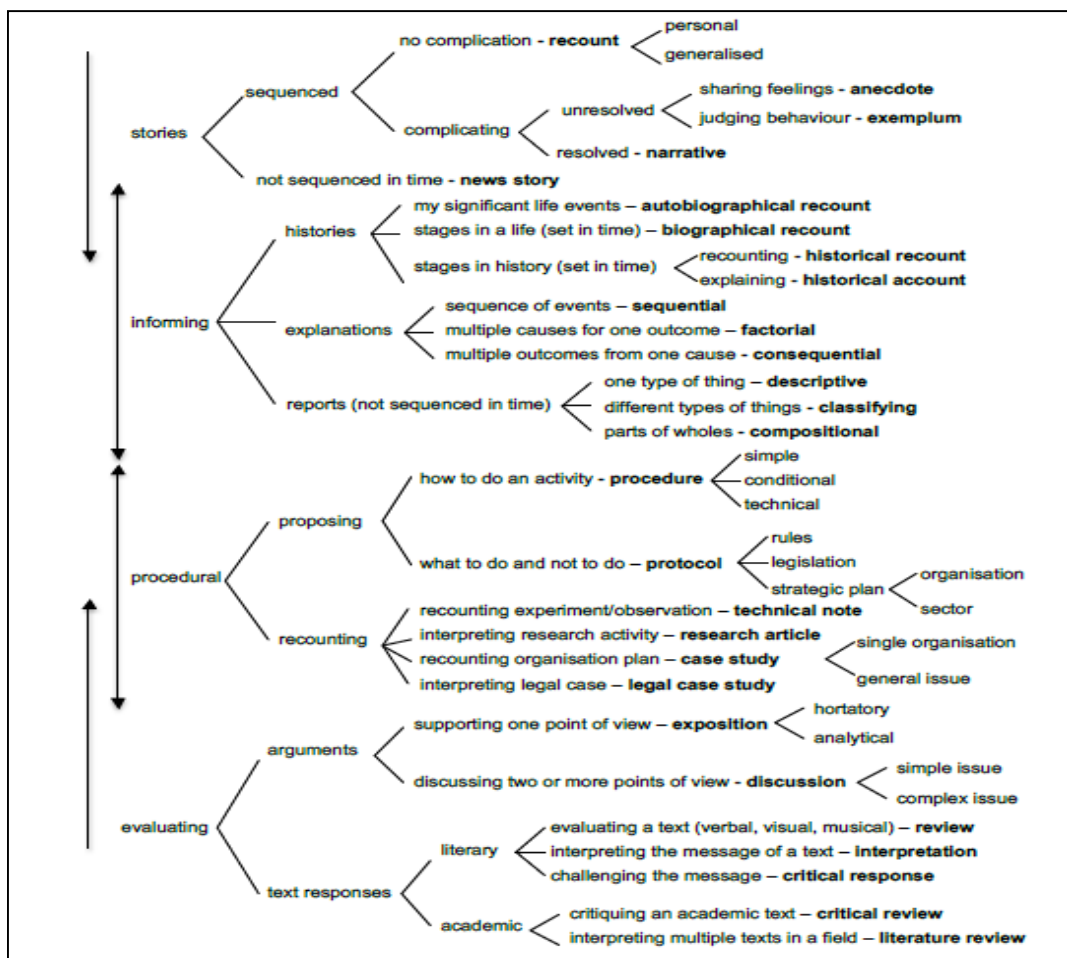 personal
no complication - recount
generalised
sequenced
sharing feelings - anecdote
unresolved
judging behaviour - exemplum
complicating
stories
resolved - narrative
not sequenced in time - news story
my significant life events – autobiographical recount
histories
stages in a life (set in time) – biographical recount
recounting - historical recount
stages in history (set in time)
explaining - historical account
sequence of events – sequential
informing
explanations
multiple causes for one outcome – factorial
multiple outcomes from one cause - consequential
one type of thing – descriptive
reports (not sequenced in time)
different types of things - classifying
parts of wholes - compositional
simple
how to do an activity - procedure
conditional
technical
proposing
rules
what to do and not to do – protocol
legislation
organisation
procedural
strategic plan
sector
recounting experiment/observation – technical note
recounting
interpreting research activity – research article
single organisation
recounting organisation plan – case study
general issue
interpreting legal case – legal case study
hortatory
supporting one point of view – exposition
analytical
arguments
simple issue
discussing two or more points of view - discussion
complex issue
evaluating
evaluating a text (verbal, visual, musical) – review
literary
interpreting the message of a text – interpretation
challenging the message – critical response
text responses
critiquing an academic text – critical review
academic
interpreting multiple texts in a field – literature review